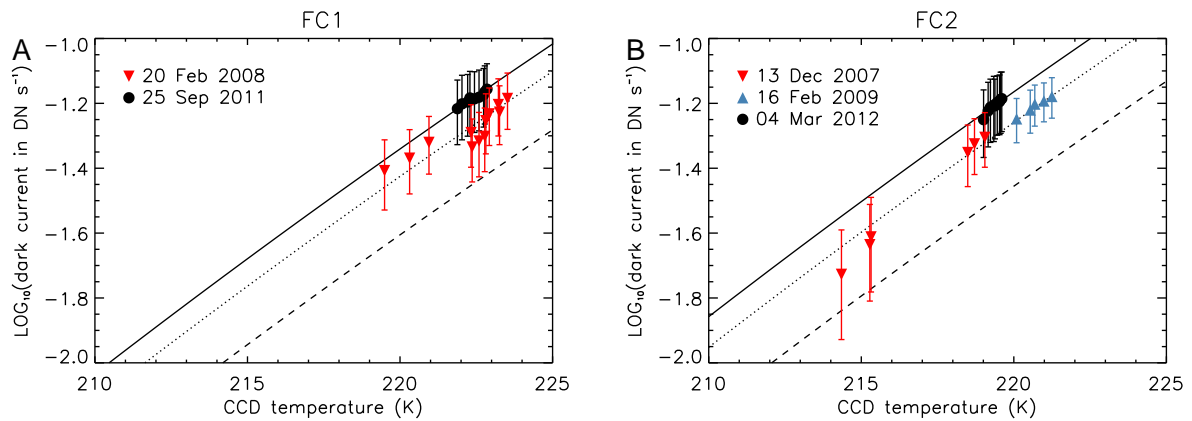 FC1
A
20 Feb 2008
25 Sep 2011
LOG₁₀(dark current in DN s⁻¹)
−1.0
−1.2
−1.4
−1.6
−1.8
−2.0
210 215 220 225
CCD temperature (K)
FC2
B
13 Dec 2007
16 Feb 2009
04 Mar 2012
LOG₁₀(dark current in DN s⁻¹)
−1.0
−1.2
−1.4
−1.6
−1.8
−2.0
210 215 220 225
CCD temperature (K)